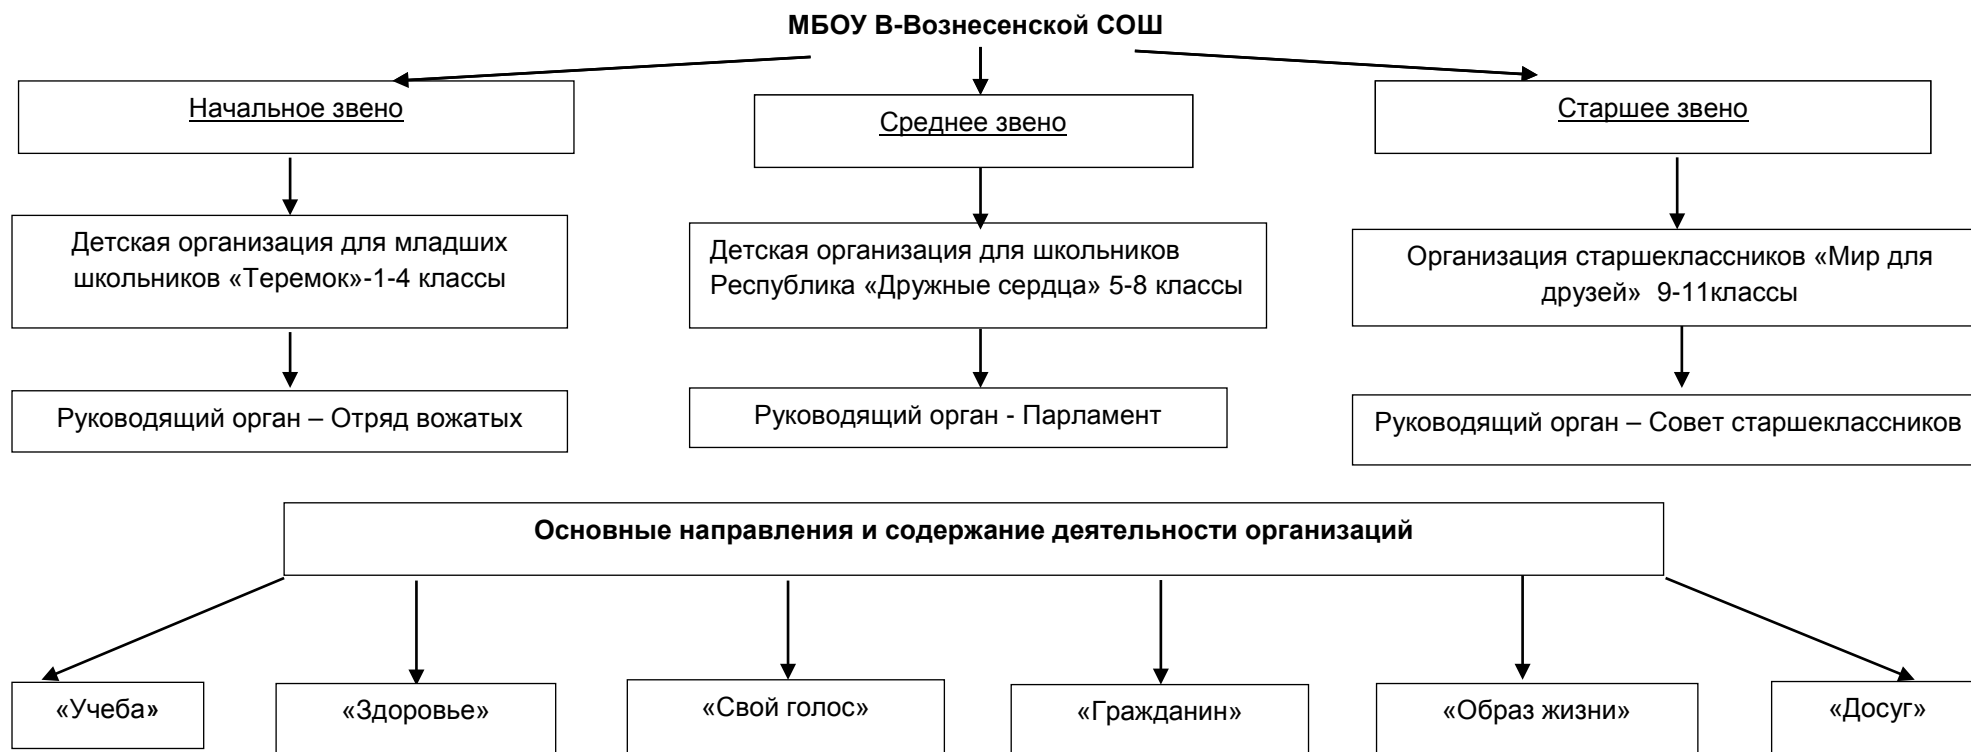 МБОУ В-Вознесенской СОШ
Начальное звено
Среднее звено
Старшее звено
Детская организация для младших
школьников «Теремок»-1-4 классы
Детская организация для школьников
Республика «Дружные сердца» 5-8 классы
Организация старшеклассников «Мир для
друзей» 9-11классы
Руководящий орган – Отряд вожатых
Руководящий орган - Парламент
Руководящий орган – Совет старшеклассников
Основные направления и содержание деятельности организаций
«Учеба»
«Здоровье»
«Свой голос»
«Гражданин»
«Образ жизни»
«Досуг»